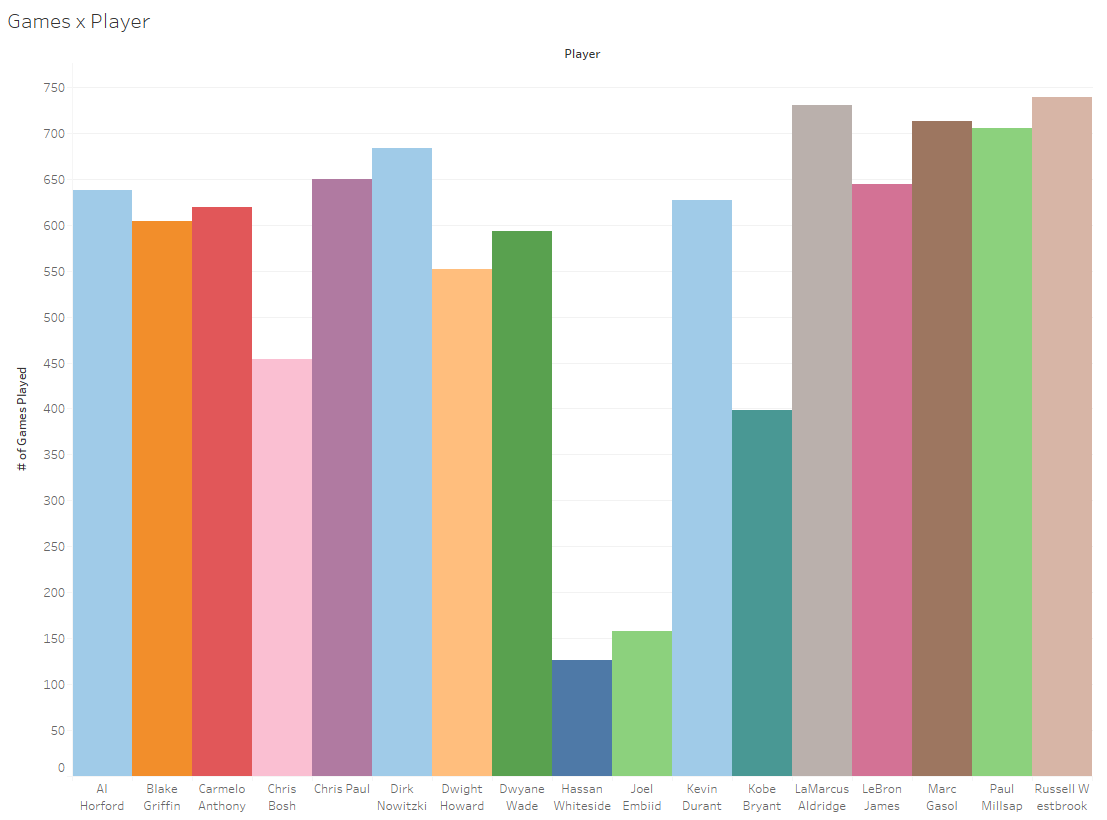 Games x Player
Player
# of Games Played
750
700
650
600
550
500
450
400
350
300
250
200
150
100
50
0
Al
Horford
Blake
Griffin
Carmelo
Anthony
Chris
Bosh
Chris Paul
Dirk
Nowitzki
Dwight
Howard
Dwyane
Wade
Hassan
Whiteside
Joel
Embiid
Kevin
Durant
Kobe
Bryant
LaMarcus
Aldridge
LeBron
James
Marc
Gasol
Paul
Millsap
Russell W
estbrook